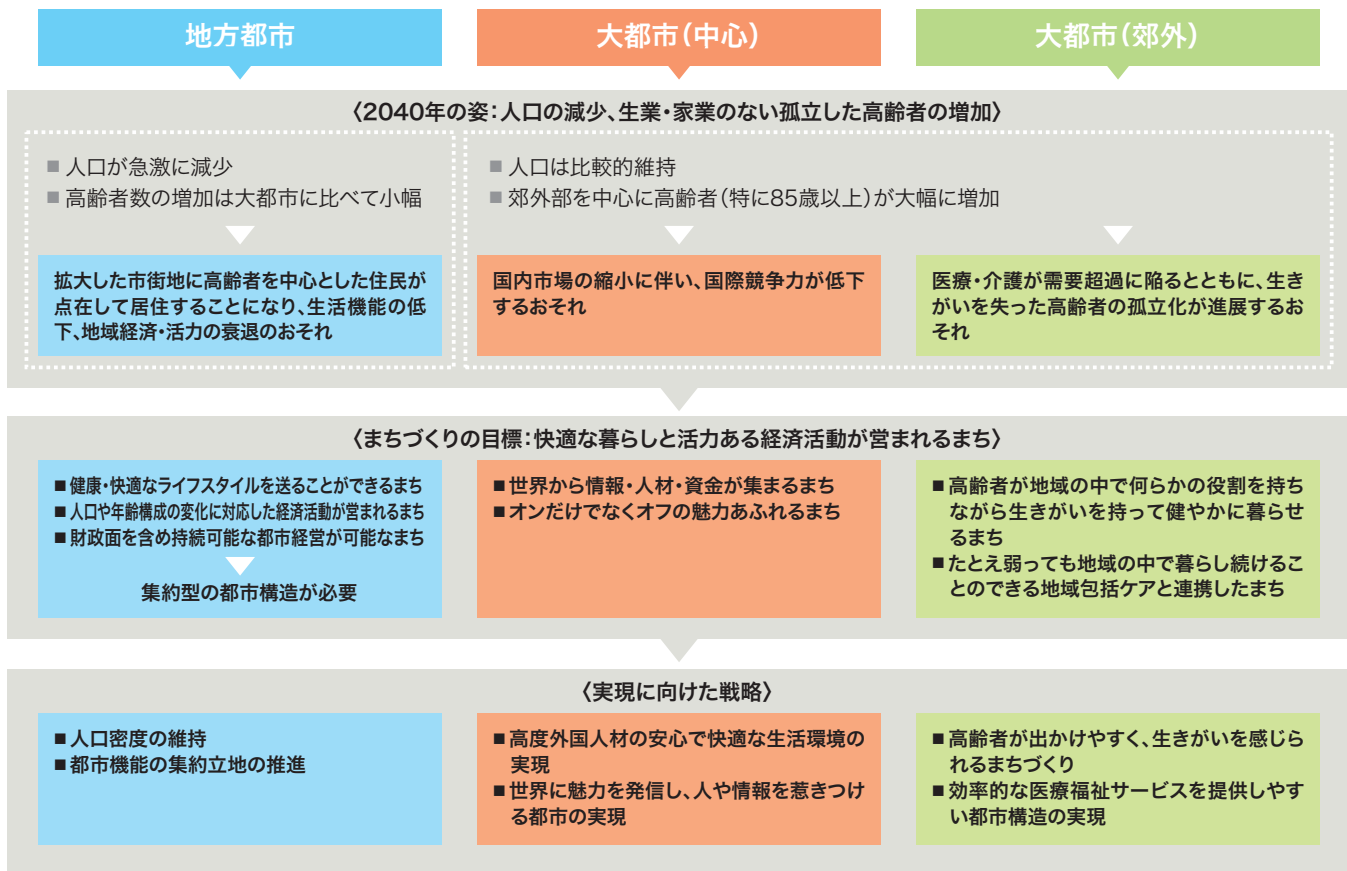 地方都市
大都市（中心）
大都市（郊外）
〈2040年の姿：人口の減少、生業・家業のない孤立した高齢者の増加〉
■ 人口が急激に減少
■ 高齢者数の増加は大都市に比べて小幅
■ 人口は比較的維持
■ 郊外部を中心に高齢者（特に85歳以上）が大幅に増加
拡大した市街地に高齢者を中心とした住民が
点在して居住することになり、生活機能の低
下、地域経済・活力の衰退のおそれ
国内市場の縮小に伴い、国際競争力が低下
するおそれ
医療・介護が需要超過に陥るとともに、生き
がいを失った高齢者の孤立化が進展するお
それ
〈まちづくりの目標：快適な暮らしと活力ある経済活動が営まれるまち〉
■ 健康・快適なライフスタイルを送ることができるまち
■ 人口や年齢構成の変化に対応した経済活動が営まれるまち
■ 財政面を含め持続可能な都市経営が可能なまち
集約型の都市構造が必要
■ 世界から情報・人材・資金が集まるまち
■ オンだけでなくオフの魅力あふれるまち
■ 高齢者が地域の中で何らかの役割を持ち
ながら生きがいを持って健やかに暮らせ
るまち
■ たとえ弱っても地域の中で暮らし続けるこ
とのできる地域包括ケアと連携したまち
〈実現に向けた戦略〉
■ 人口密度の維持
■ 都市機能の集約立地の推進
■ 高度外国人材の安心で快適な生活環境の
実現
■ 世界に魅力を発信し、人や情報を惹きつけ
る都市の実現
■ 高齢者が出かけやすく、生きがいを感じら
れるまちづくり
■ 効率的な医療福祉サービスを提供しやす
い都市構造の実現